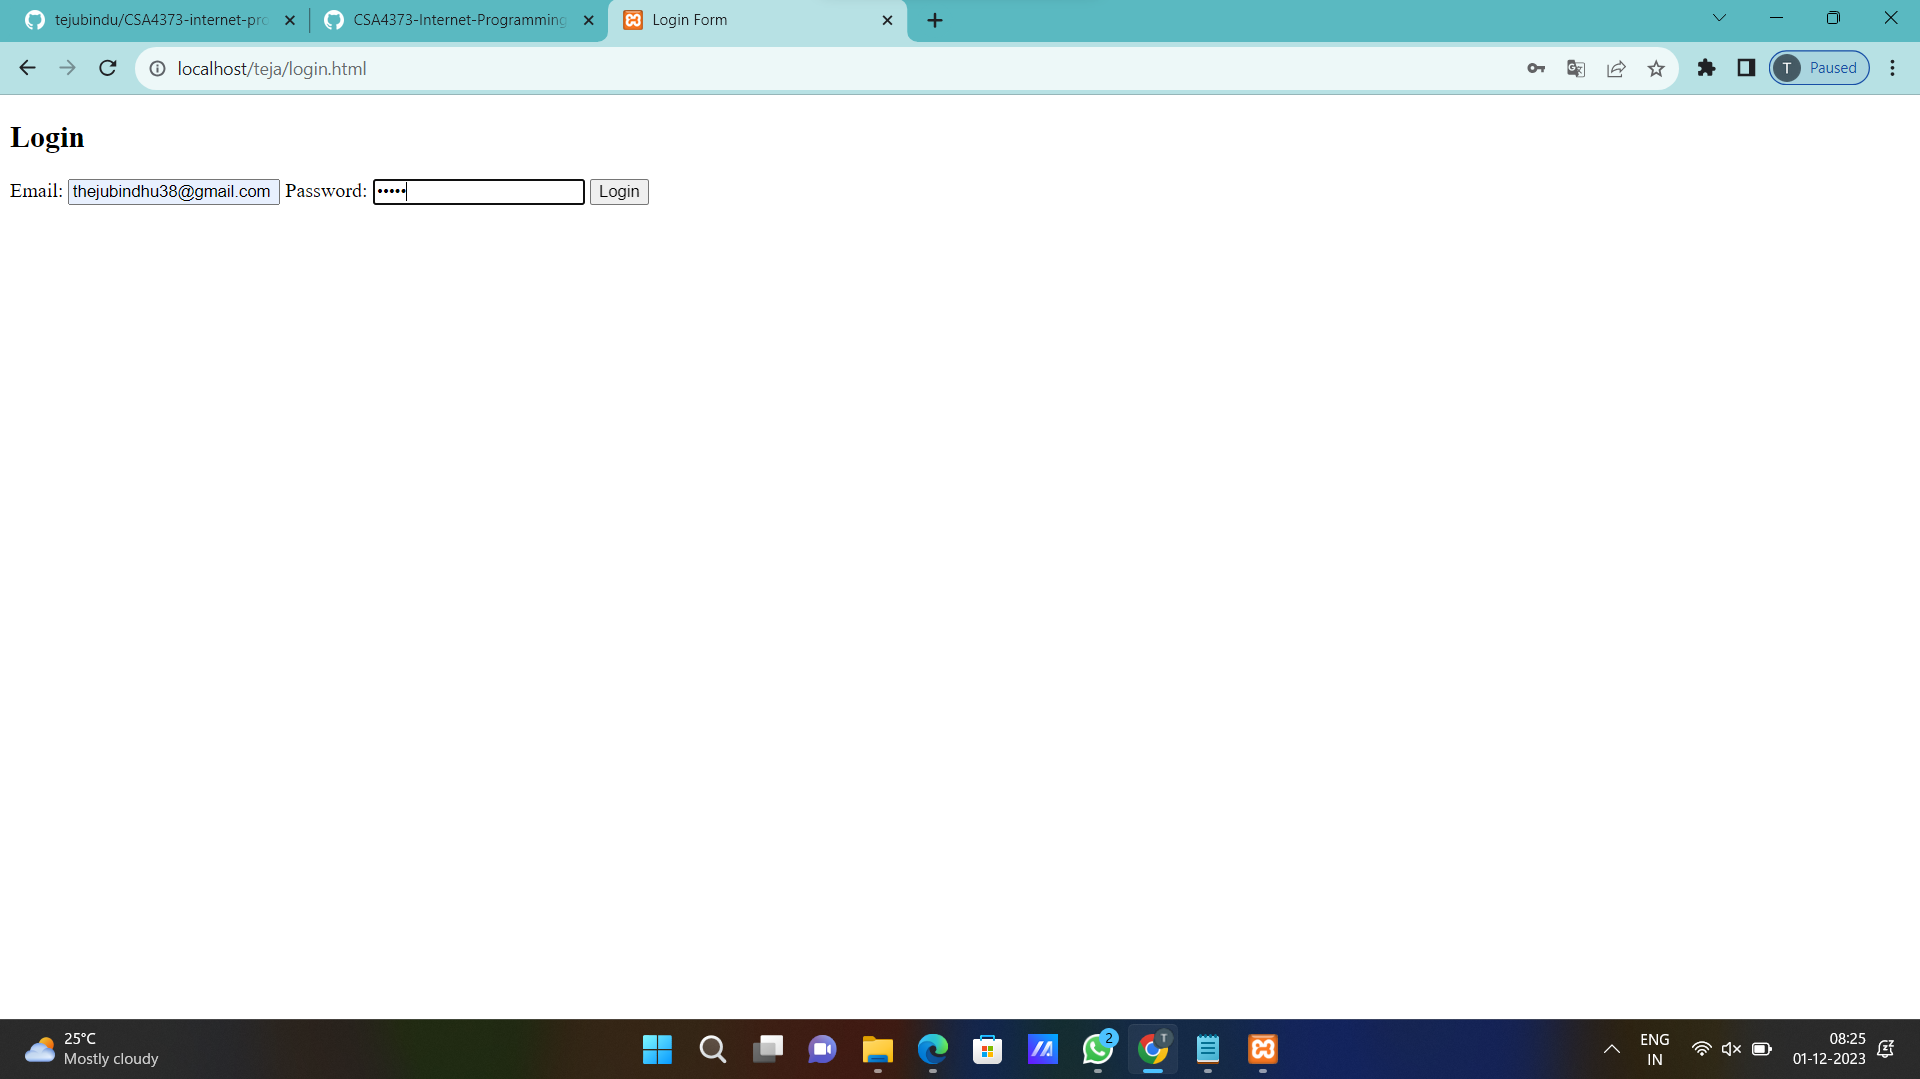 tejubindu/CSA4373-internet-pro
CSA4373-Internet-Programming
Login Form
localhost/teja/login.html
T
Paused
Login
Email: thejubindhu38@gmail.com Password: ••••• Login
25°C
Mostly cloudy
2
T
ENG
IN
08:25
01-12-2023